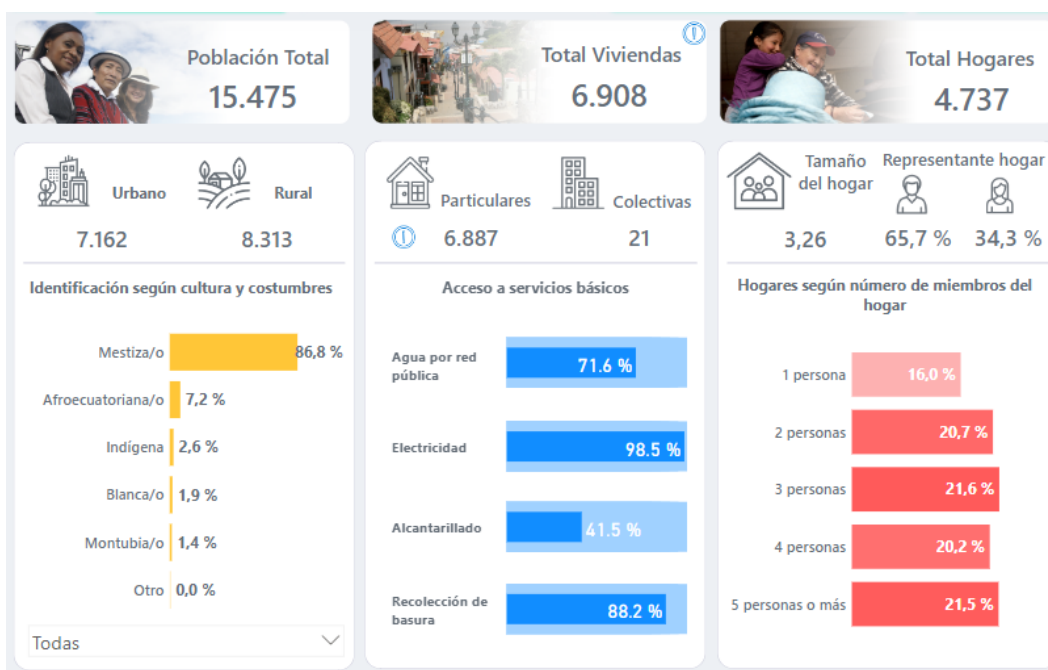 Población Total
15.475
Total Viviendas
6.908
Total Hogares
4.737
Urbano
Rural
7.162
8.313
Identificación según cultura y costumbres
Mestiza/o
86,8 %
Afroecuatoriana/o
7,2 %
Indígena
2,6 %
Blanca/o
1,9 %
Montubia/o
1,4 %
Otro
0,0 %
Todas
Particulares
Colectivas
6.887
21
Acceso a servicios básicos
Agua por red
pública
71.6 %
Electricidad
98.5 %
Alcantarillado
41.5 %
Recolección de
basura
88.2 %
Tamaño
del hogar
Representante hogar
3,26
65,7 %
34,3 %
Hogares según número de miembros del
hogar
1 persona
16,0 %
2 personas
20,7 %
3 personas
21,6 %
4 personas
20,2 %
5 personas o más
21,5 %